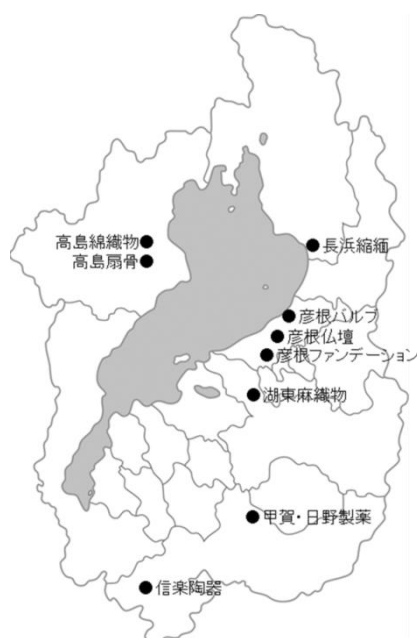 高島綿織物
高島扇骨
長浜縮緬
彦根バルブ
彦根仏壇
彦根ファンデーション
湖東麻織物
甲賀・日野製薬
信楽陶器